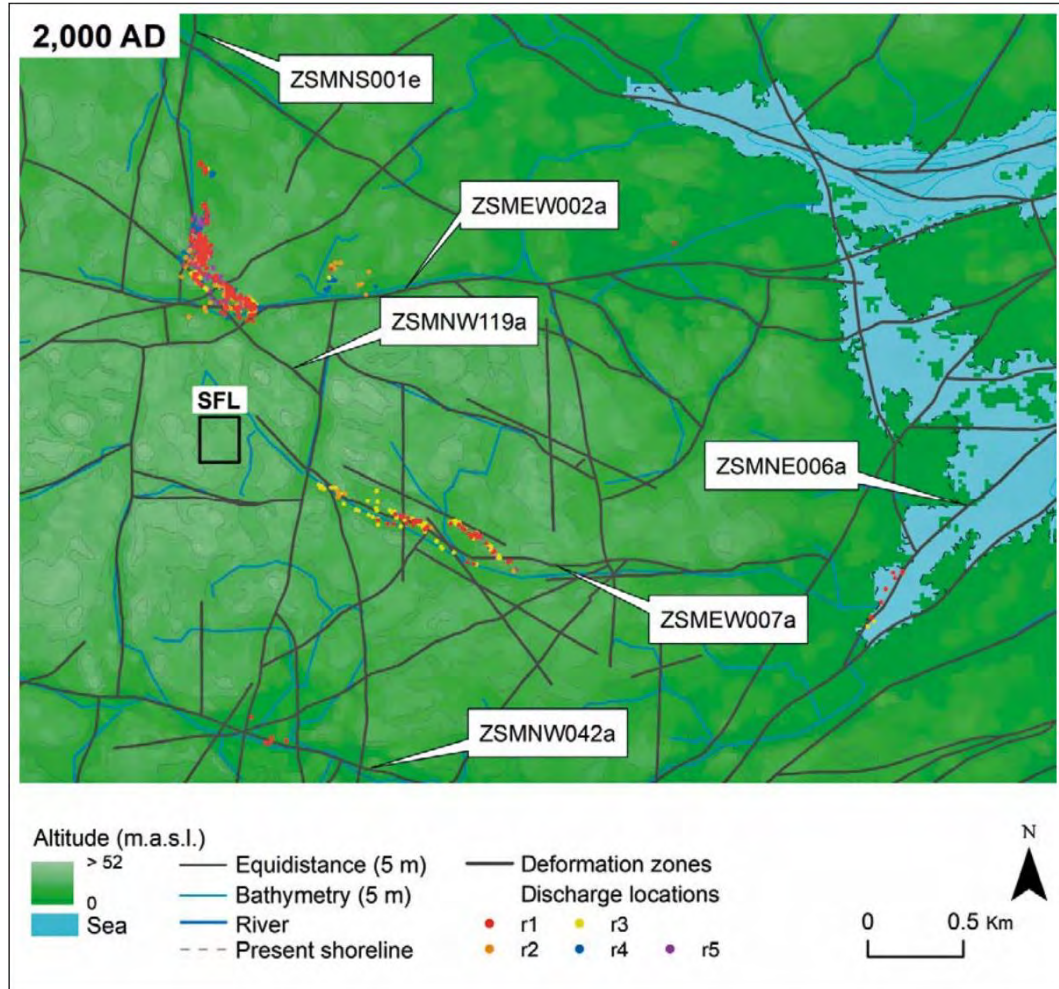 2,000 AD
ZSMNS001e
ZSMEW002a
ZSMNW119a
SFL
ZSMNE006a
ZSMEW007a
ZSMNW042a
Altitude (m.a.s.l.)
> 52
0
Sea
Equidistance (5 m)
Bathymetry (5 m)
River
Present shoreline
Deformation zones
Discharge locations
r1 r3
r2 r4 r5
N
0 0.5 Km